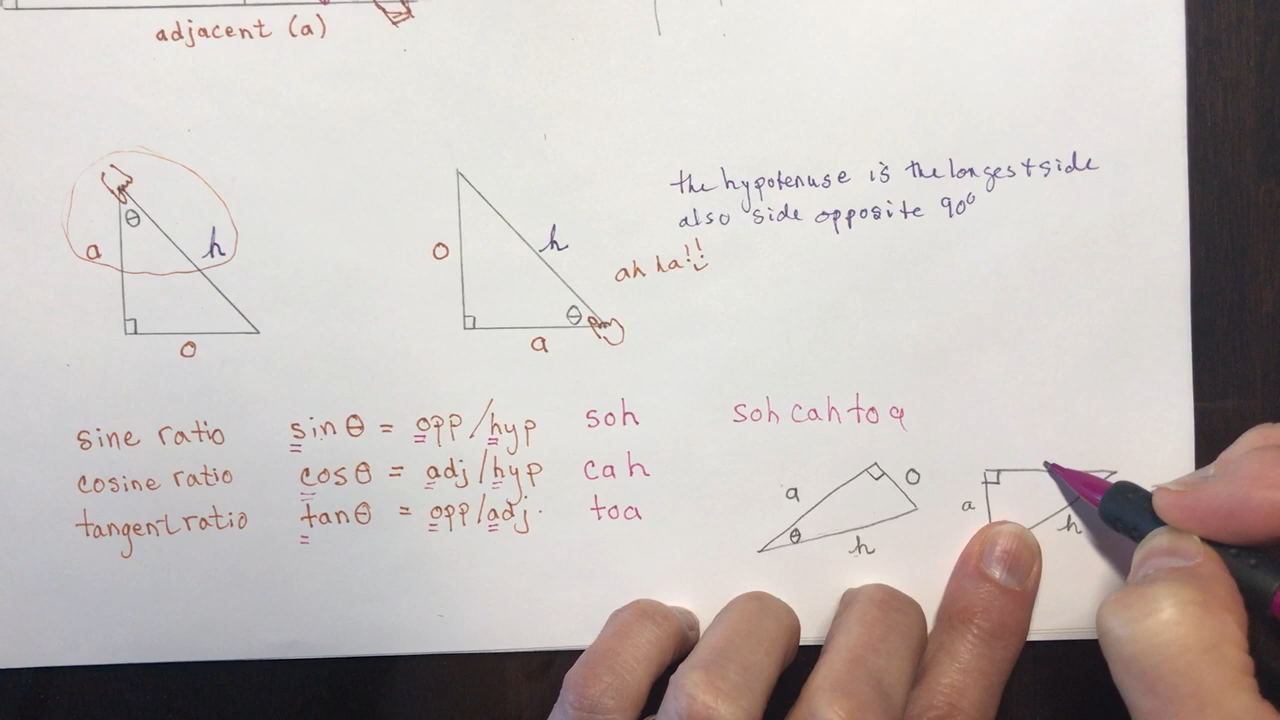 adjacent (a)
θ
a
h
o
o
h
θ
a
the hypotenuse is the longest side
also side opposite 90°
ah ha!!
sine ratio sin θ = opp/hyp soh
cosine ratio cos θ = adj/hyp cah
tangent ratio tan θ = opp/adj. toa
soh cah toa
a
o
θ
h
a
h